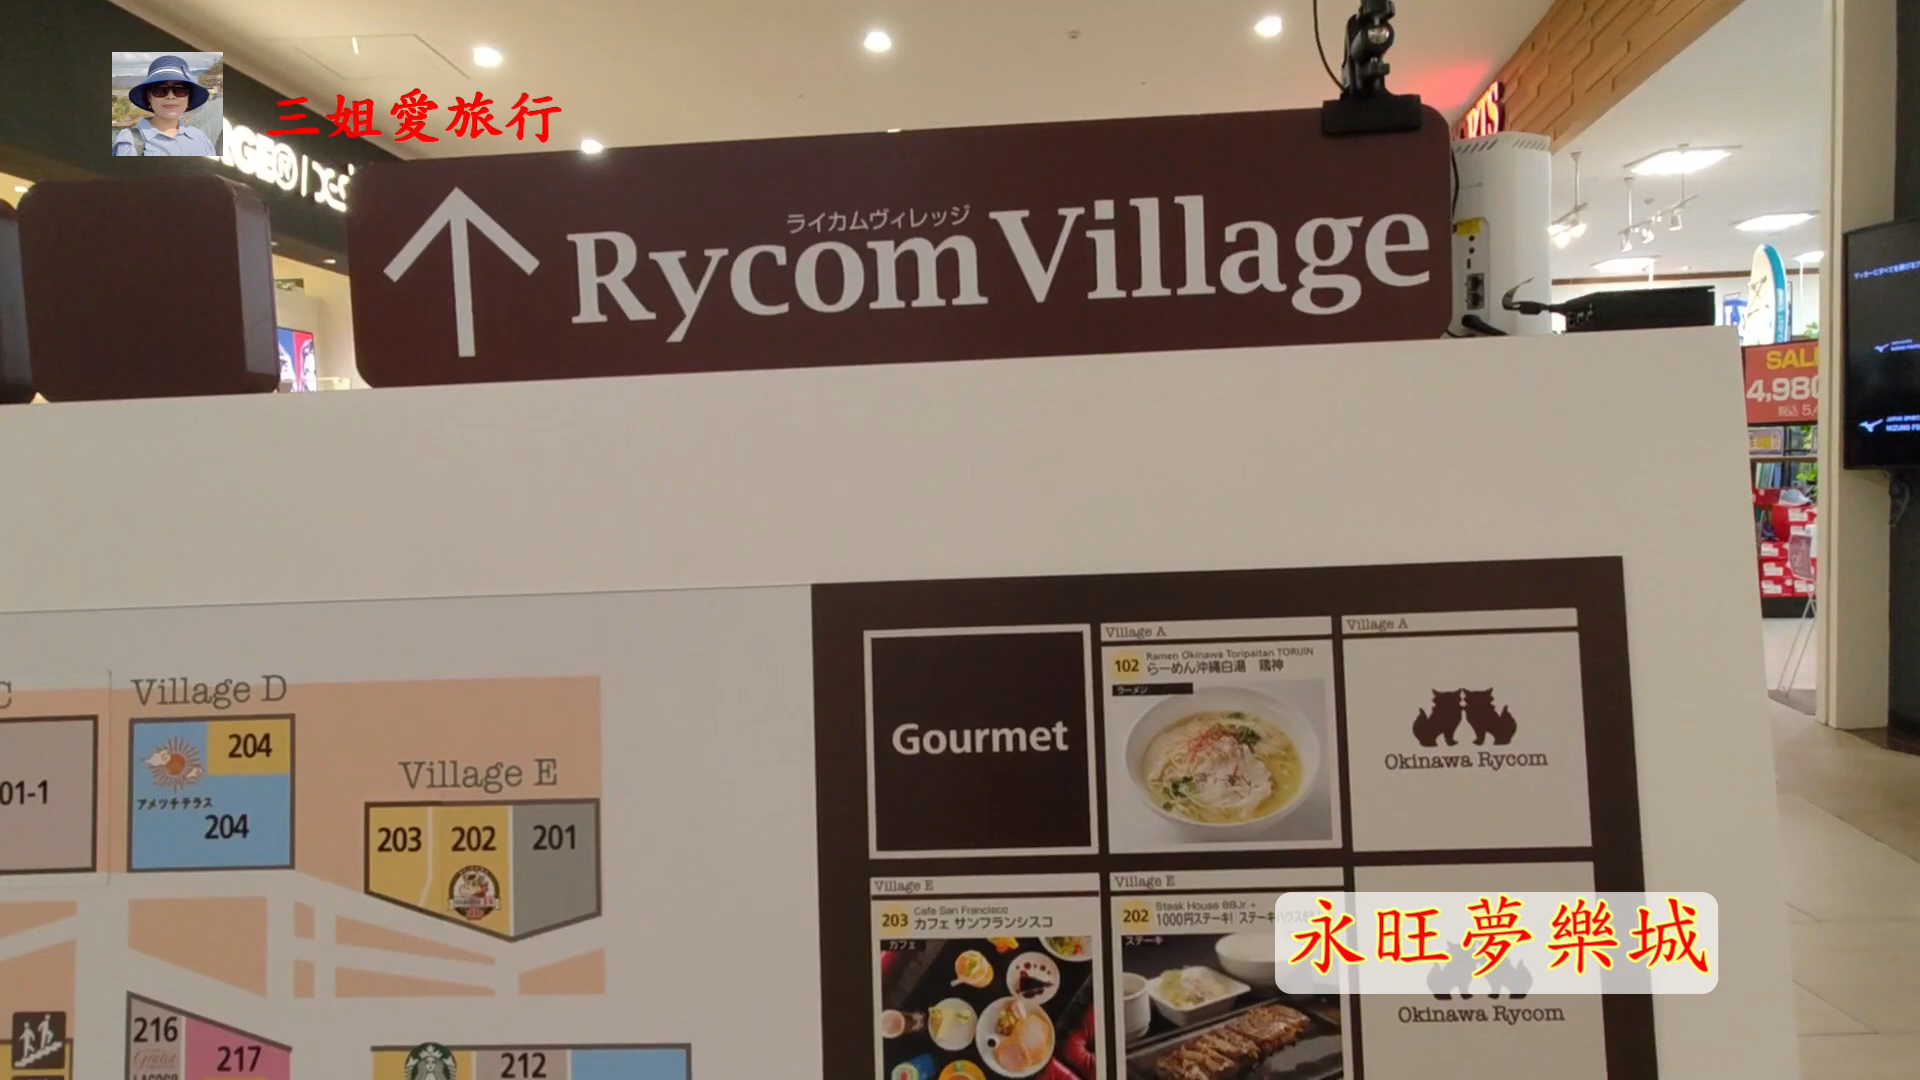 三姐愛旅行
ライカムヴィレッジ
Rycom Village
SALE
4,980
Gourmet
Village A
102 Ramen Okinawa Toripaitan TORIJIN
らーめん沖縄白湯 鶏神
ラーメン
Village A
Okinawa Rycom
Village D
204
アメツチテラス
204
01-1
Village E
203
202
201
Village E
203 Cafe San Francisco
カフェ サンフランシスコ
カフェ
Village E
202 Steak House 88Jr.+
1000円ステーキ! ステーキハウス
ステーキ
永旺夢樂城
Okinawa Rycom
216
217
212